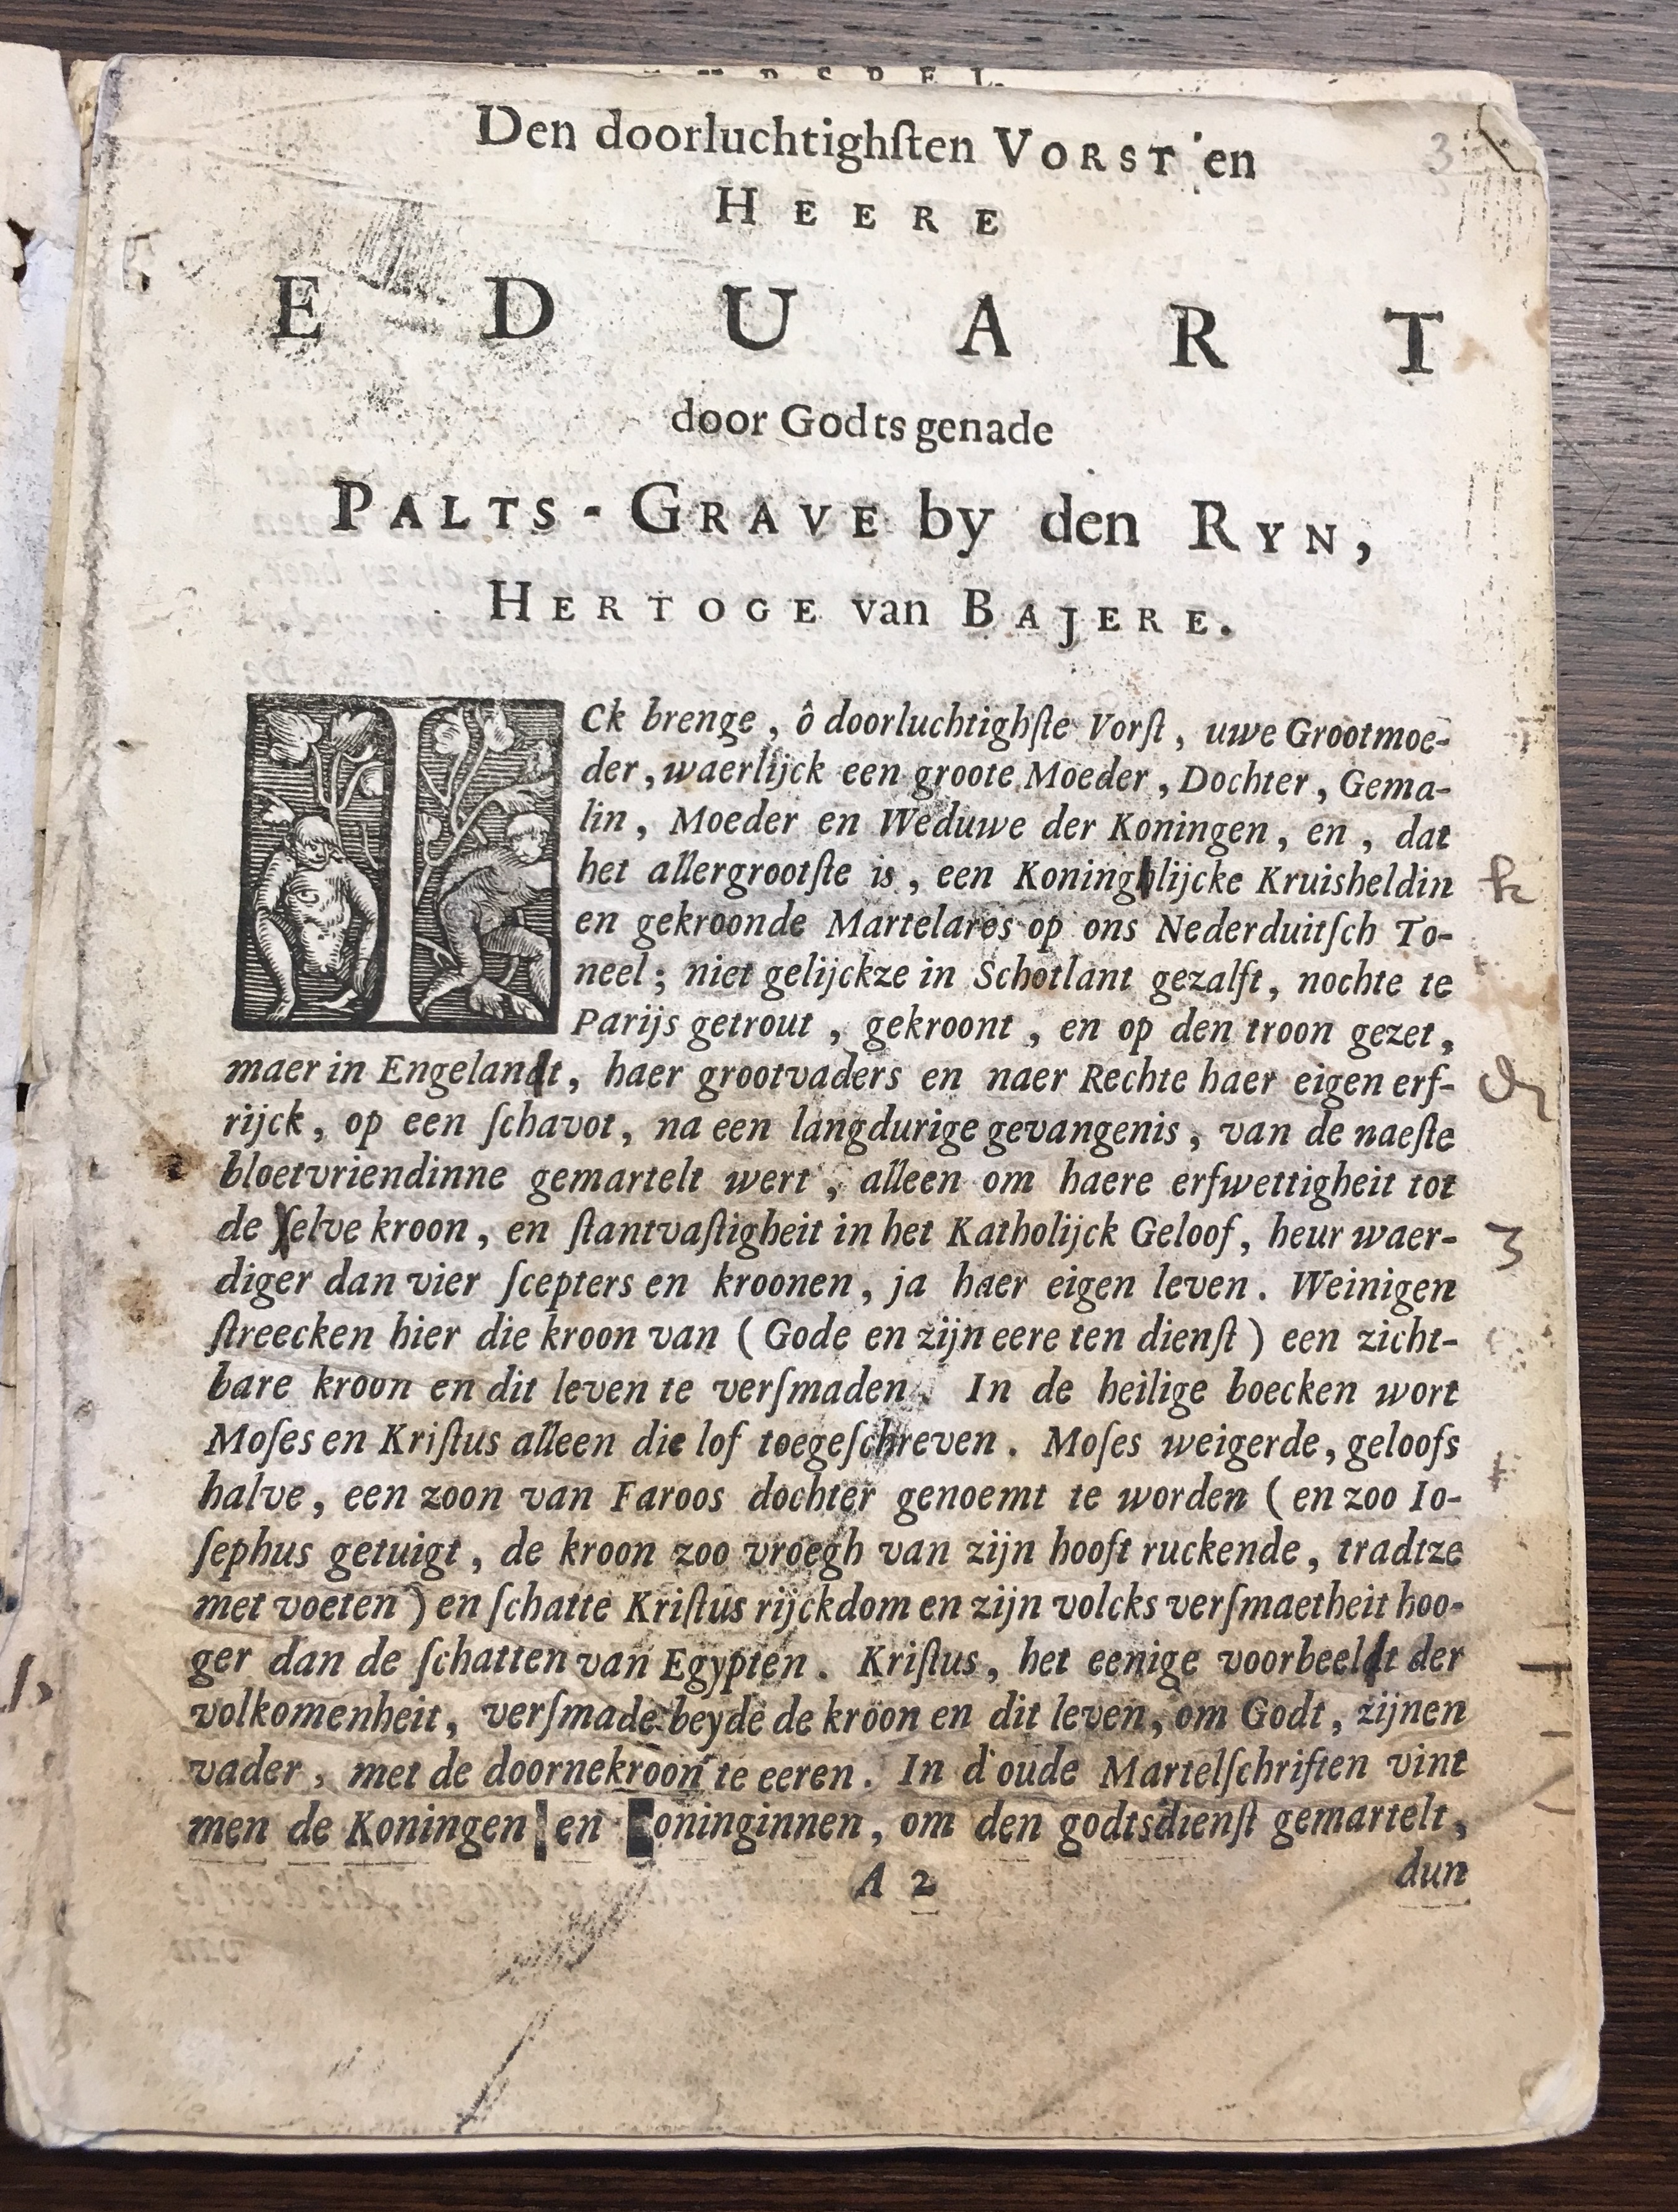 3
Den doorluchtighſten VORST en
HEERE
EDUART
door Godts genade
PALTS-GRAVE by den RYN,
HERTOGE van BAJERE.
ICk brenge, ô doorluchtighſte Vorſt, uwe Grootmoe-
der, waerlijck een groote Moeder, Dochter, Gema-
lin, Moeder en Weduwe der Koningen, en, dat
het allergrootſte is, een Koninghlijcke Kruisheldin
k
en gekroonde Martelares op ons Nederduitſch To-
neel; niet gelijckze in Schotlant gezalft, nochte te
Parijs getrout, gekroont, en op den troon gezet,
maer in Engelandt, haer grootvaders en naer Rechte haer eigen erf-
rijck, op een ſchavot, na een langdurige gevangenis, van de naeſte
bloetvriendinne gemartelt wert, alleen om haere erfwettigheit tot
de ſelve kroon, en ſtantvaſtigheit in het Katholijck Geloof, heur waer-
3
diger dan vier ſcepters en kroonen, ja haer eigen leven. Weinigen
ſtreecken hier die kroon van (Gode en zijn eere ten dienſt) een zicht-
bare kroon en dit leven te verſmaden. In de heilige boecken wort
Moſes en Kriſtus alleen die lof toegeſchreven. Moſes weigerde, geloofs
halve, een zoon van Faroos dochter genoemt te worden (en zoo Io-
ſephus getuigt, de kroon zoo vroegh van zijn hooft ruckende, tradtze
met voeten) en ſchatte Kriſtus rijckdom en zijn volcks verſmaetheit hoo-
ger dan de ſchatten van Egypten. Kriſtus, het eenige voorbeeldt der
volkomenheit, verſmade beyde de kroon en dit leven, om Godt, zijnen
vader, met de doornekroon te eeren. In d'oude Martelſchriften vint
men de Koningen en Koninginnen, om den godtsdienſt gemartelt,
A 2
dun